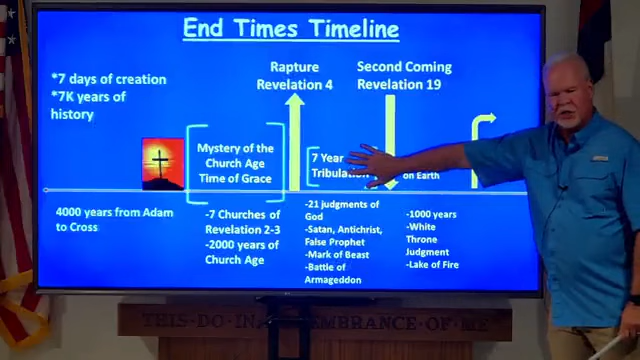 End Times Timeline
*7 days of creation
*7K years of
history
Rapture
Revelation 4
Second Coming
Revelation 19
Mystery of the
Church Age
Time of Grace
7 Year
Tribulation
on Earth
4000 years from Adam
to Cross
-7 Churches of
Revelation 2-3
-2000 years of
Church Age
-21 judgments of
God
-Satan, Antichrist,
False Prophet
-Mark of Beast
-Battle of
Armageddon
-1000 years
-White
Throne
Judgment
-Lake of Fire
THIS·DO·IN BRANCE·OF·ME